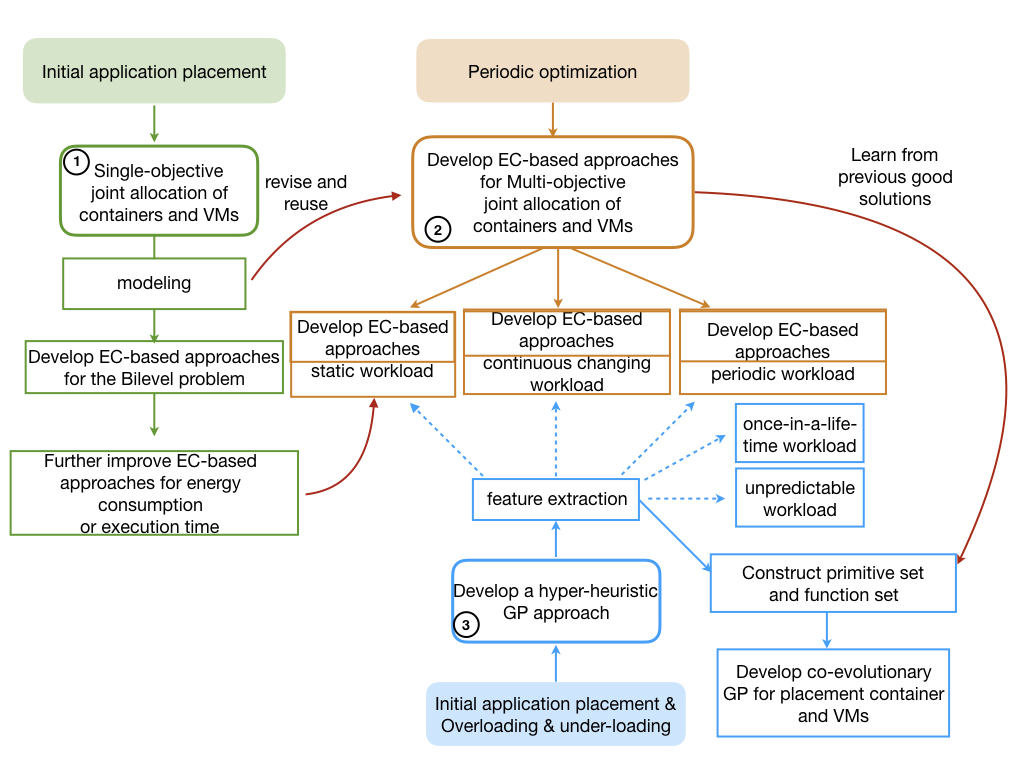 Initial application placement
Periodic optimization
1
Single-objective
joint allocation of
containers and VMs
revise and
reuse
Develop EC-based approaches
for Multi-objective
joint allocation of
containers and VMs
2
Learn from
previous good
solutions
modeling
Develop EC-based approaches
for the Bilevel problem
Develop EC-based
approaches
static workload
Develop EC-based
approaches
continuous changing
workload
Develop EC-based
approaches
periodic workload
once-in-a-life-
time workload
unpredictable
workload
Further improve EC-based
approaches for energy
consumption
or execution time
feature extraction
Develop a hyper-heuristic
GP approach
3
Construct primitive set
and function set
Initial application placement &
Overloading & under-loading
Develop co-evolutionary
GP for placement container
and VMs